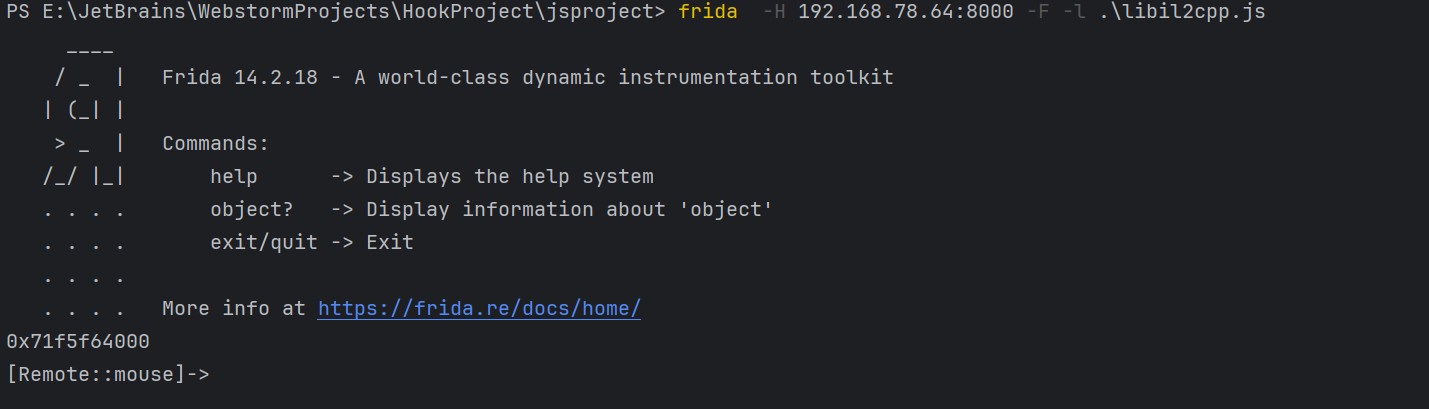 PS E:\JetBrains\WebstormProjects\HookProject\jsproject> frida  -H 192.168.78.64:8000 -F -l .\libil2cpp.js
     ____
    / _  |   Frida 14.2.18 - A world-class dynamic instrumentation toolkit
   | (_| |
    > _  |   Commands:
   /_/ |_|       help      -> Displays the help system
   . . . .       object?   -> Display information about 'object'
   . . . .       exit/quit -> Exit
   . . . .
   . . . .   More info at https://frida.re/docs/home/
0x71f5f64000
[Remote::mouse]->